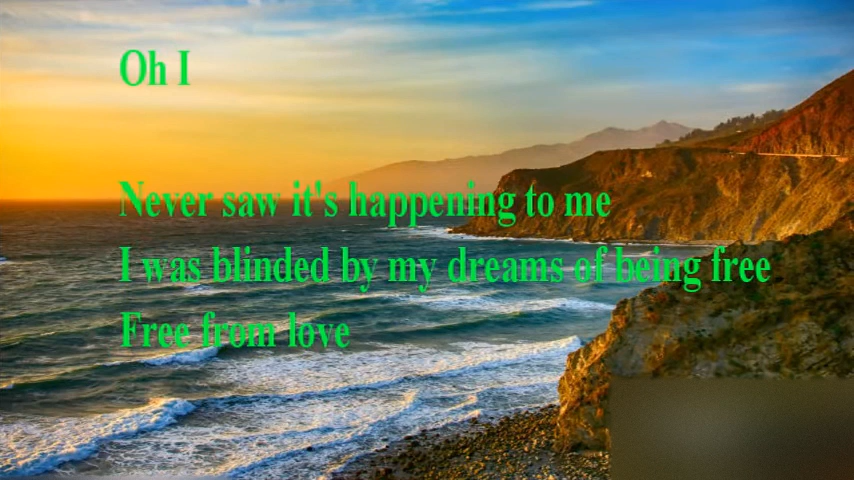 Oh I
Never saw it's happening to me
I was blinded by my dreams of being free
Free from love